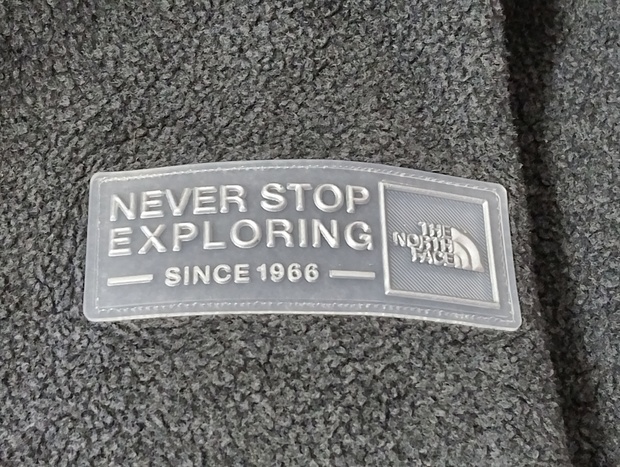 NEVER STOP
EXPLORING
SINCE 1966
THE
NORTH
FACE